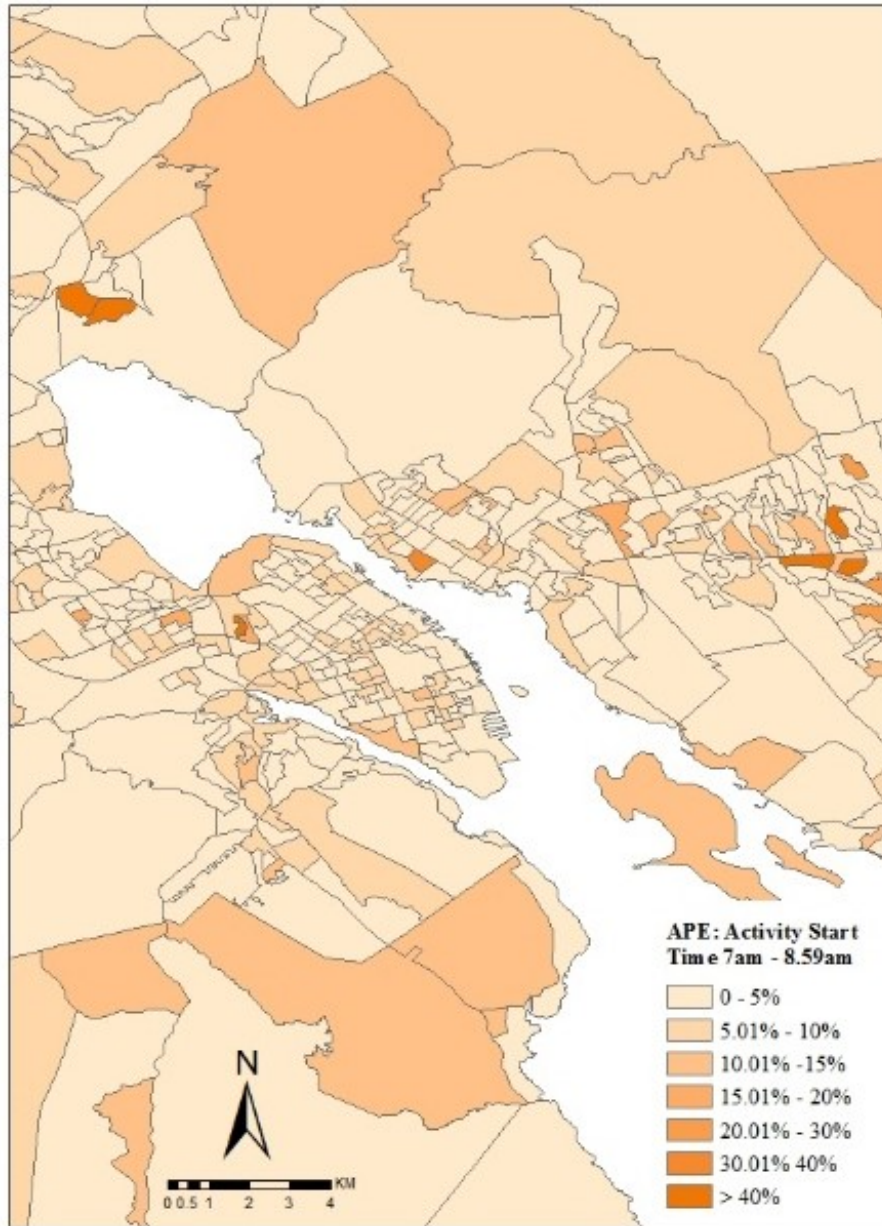 APE: Activity Start
Time 7am - 8.59am
0 - 5%
5.01% - 10%
10.01% -15%
15.01% - 20%
20.01% - 30%
30.01% 40%
> 40%
N
KM
0 0.5 1 2 3 4